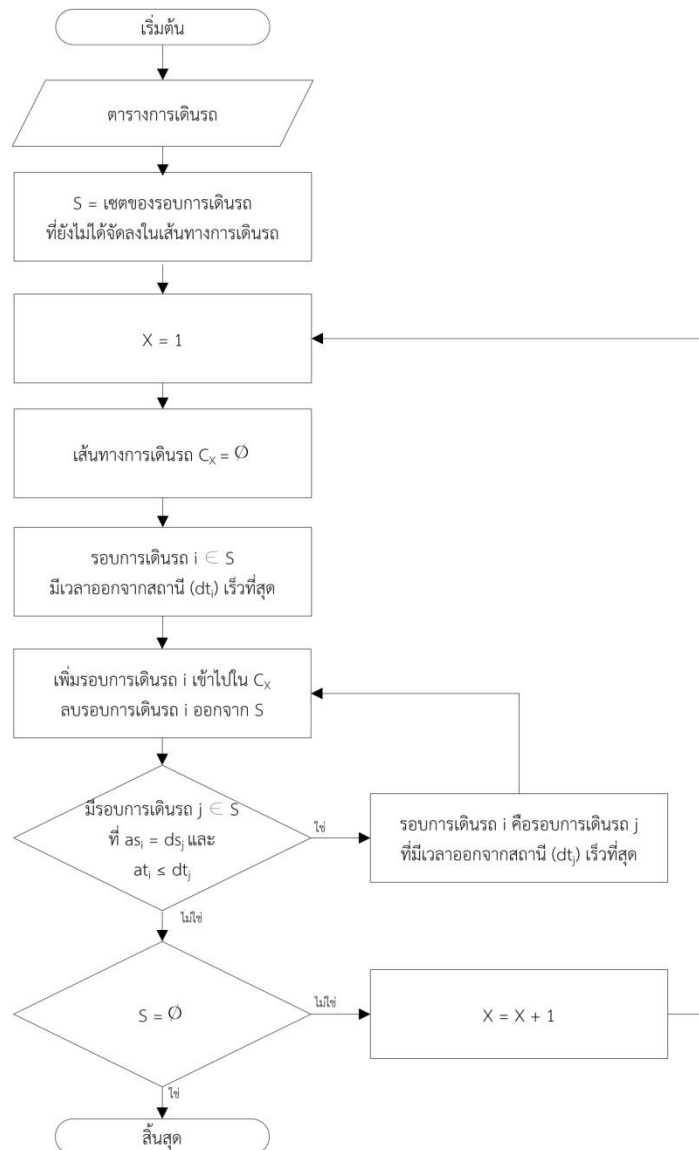 เริ่มต้น
ตารางการเดินรถ
S = เซตของรอบการเดินรถ
ที่ยังไม่ได้จัดลงในเส้นทางการเดินรถ
X = 1
เส้นทางการเดินรถ Cₓ = ∅
รอบการเดินรถ i ∈ S
มีเวลาออกจากสถานี (dtᵢ) เร็วที่สุด
เพิ่มรอบการเดินรถ i เข้าไปใน Cₓ
ลบรอบการเดินรถ i ออกจาก S
มีรอบการเดินรถ j ∈ S
ที่ asᵢ = dsⱼ และ
atᵢ ≤ dtⱼ
ใช่
รอบการเดินรถ i คือรอบการเดินรถ j
ที่มีเวลาออกจากสถานี (dtⱼ) เร็วที่สุด
ไม่ใช่
S = ∅
ไม่ใช่
X = X + 1
ใช่
สิ้นสุด